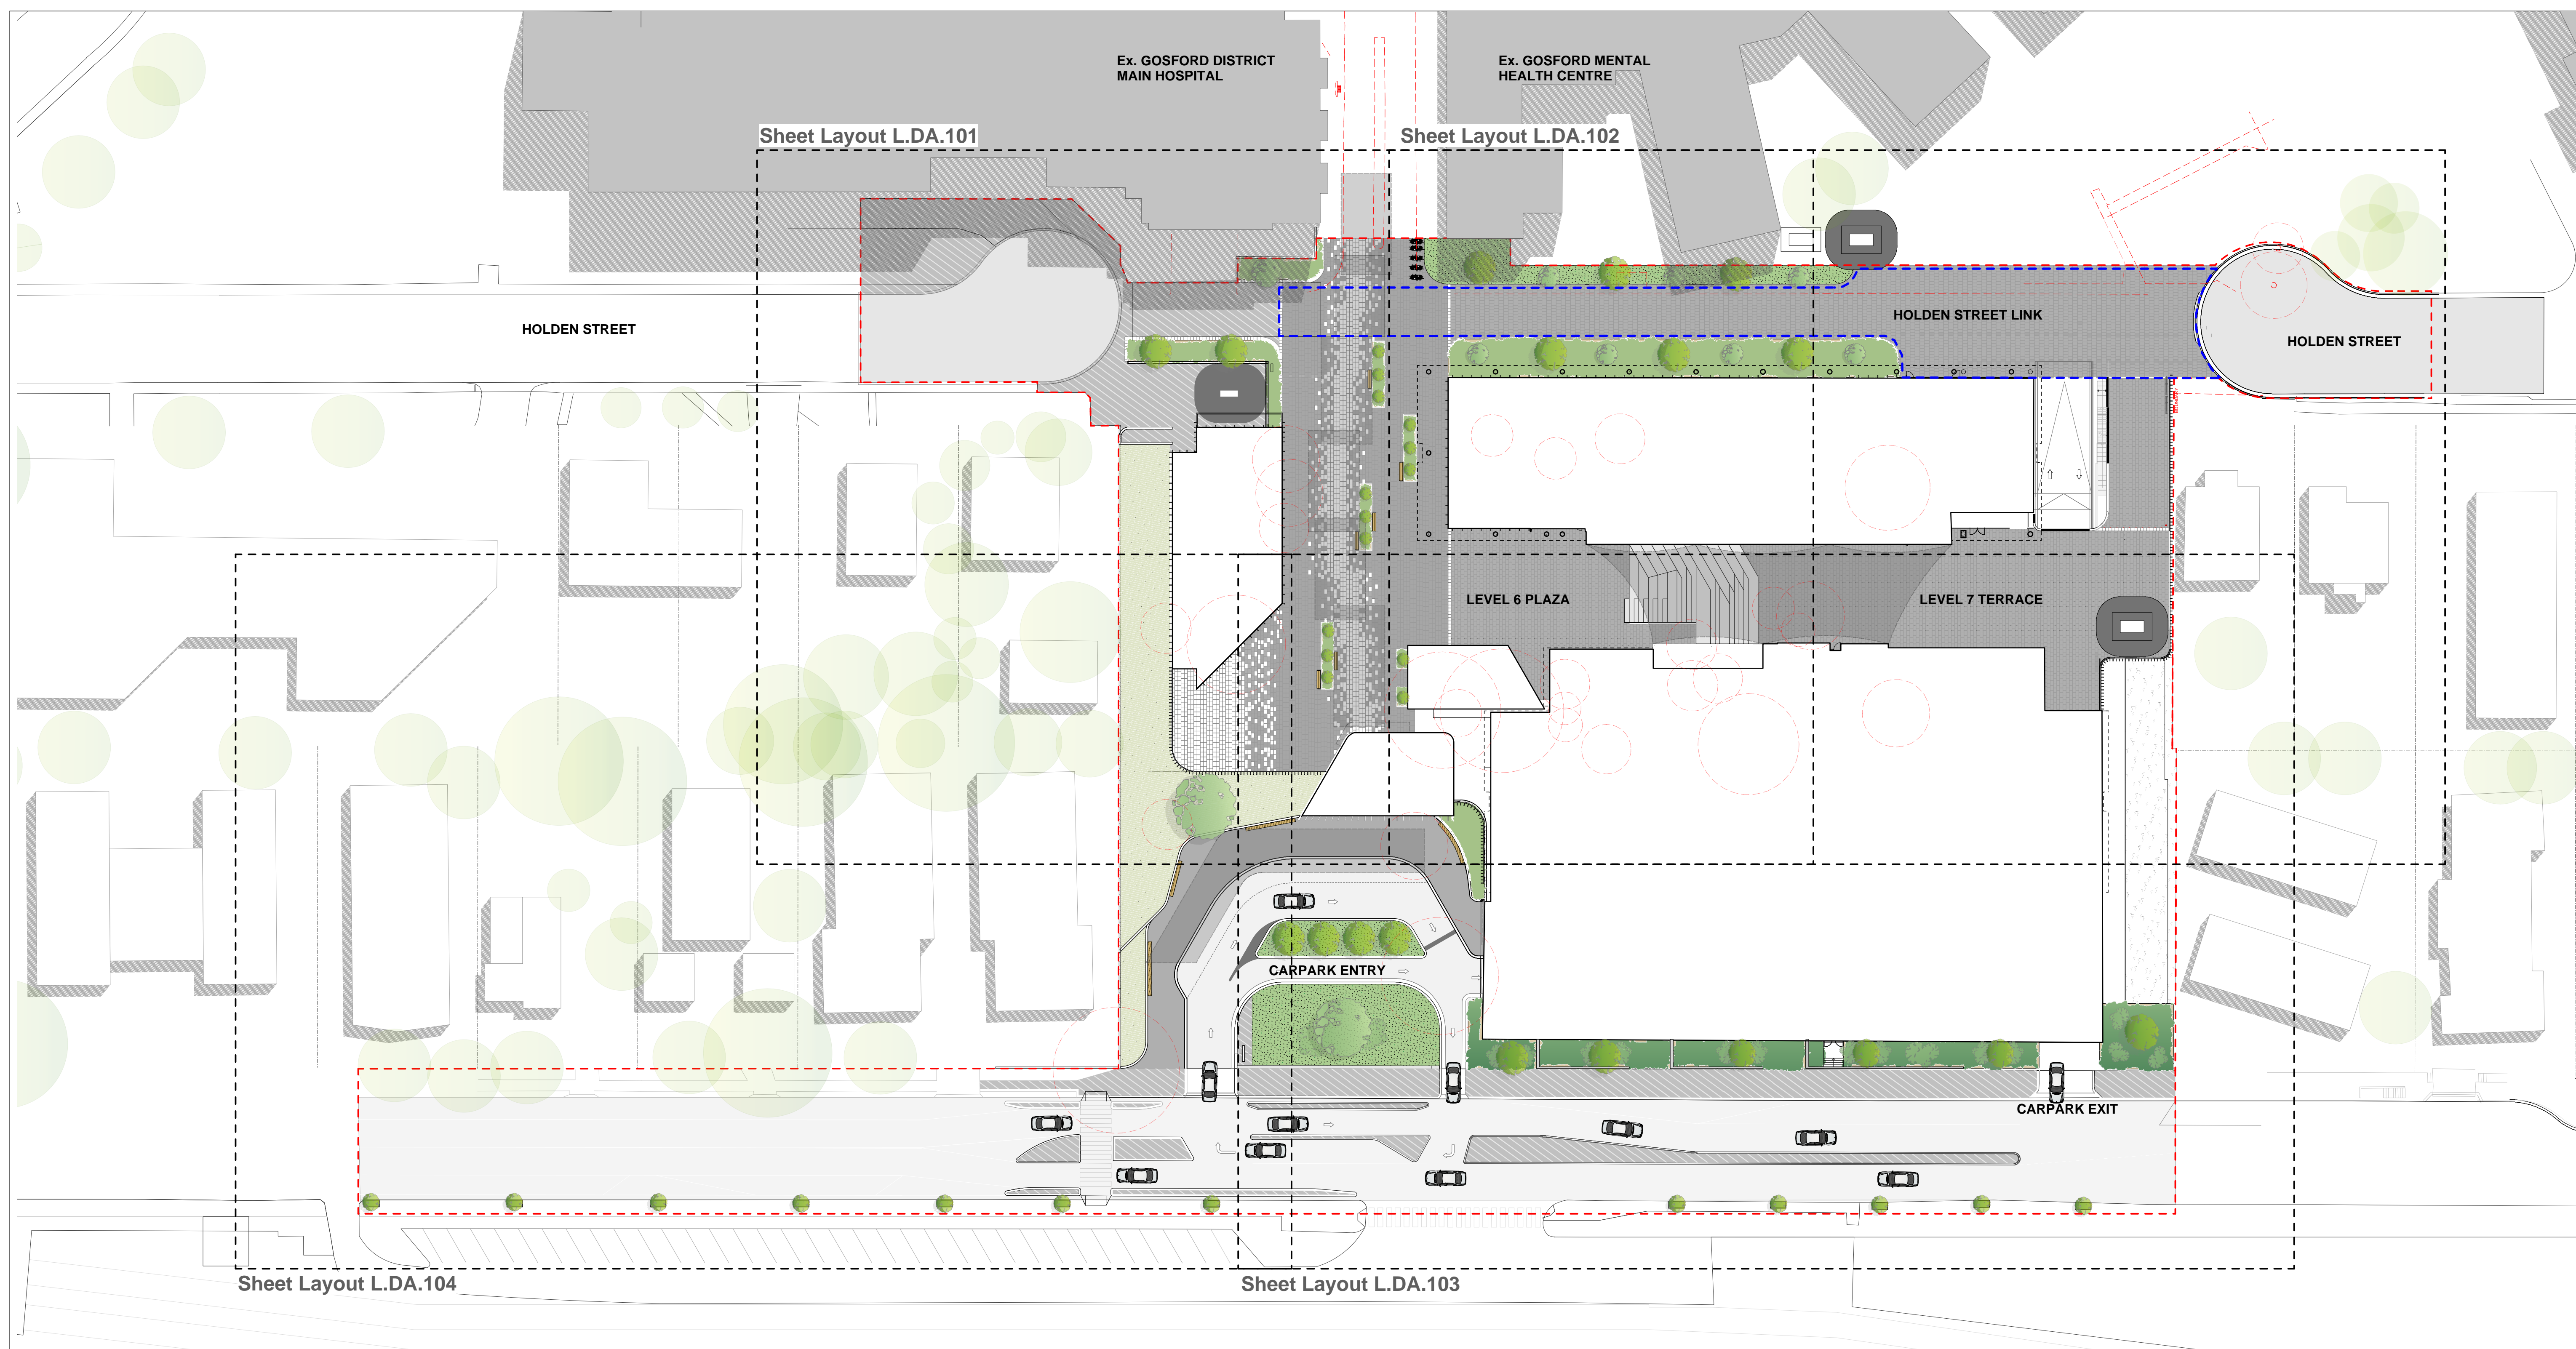 Ex. GOSFORD DISTRICT
MAIN HOSPITAL
Ex. GOSFORD MENTAL
HEALTH CENTRE
Sheet Layout L.DA.101
Sheet Layout L.DA.102
HOLDEN STREET
HOLDEN STREET LINK
HOLDEN STREET
LEVEL 6 PLAZA
LEVEL 7 TERRACE
CARPARK ENTRY
CARPARK EXIT
Sheet Layout L.DA.104
Sheet Layout L.DA.103